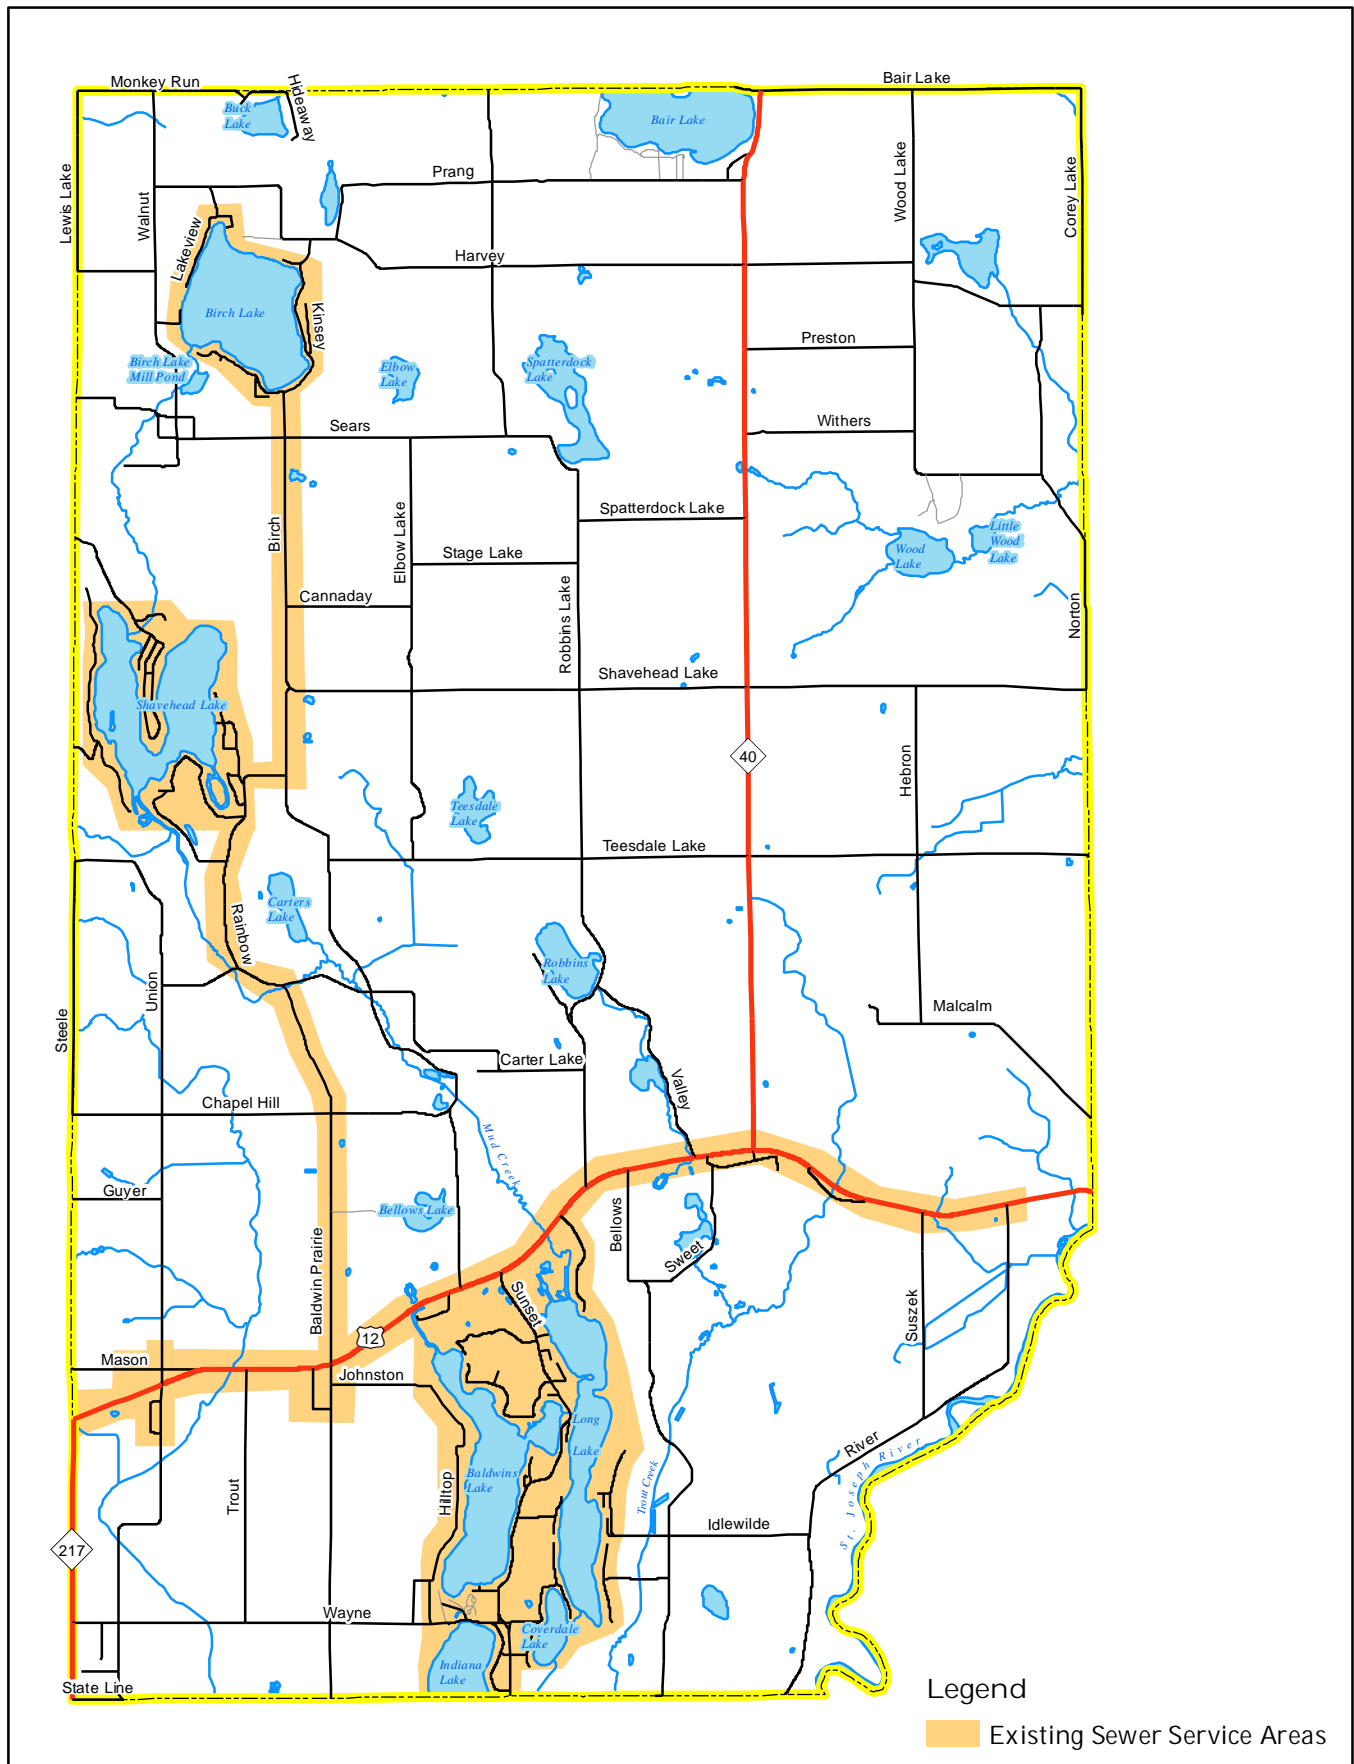 Monkey Run
Hideaway
Bair Lake
Buck
Lake
Bair Lake
Lewis Lake
Walnut
Prang
Wood Lake
Corey Lake
Lakeview
Harvey
Birch Lake
Kinsey
Preston
Birch Lake
Mill Pond
Elbow
Lake
Spatterdock
Lake
Sears
Withers
Birch
Elbow Lake
Spatterdock Lake
Stage Lake
Wood
Lake
Little
Wood
Lake
Cannaday
Robbins Lake
Norton
Shavehead Lake
Shavehead Lake
40
Hebron
Teesdale
Lake
Teesdale Lake
Carters
Lake
Rainbow
Robbins
Lake
Union
Steele
Malcalm
Carter Lake
Valley
Chapel Hill
Mud Creek
Guyer
Bellows Lake
Bellows
Sweet
Baldwin Prairie
Sunset
Suszek
12
Mason
Johnston
Long
Lake
River
St. Joseph River
Baldwins
Lake
Hilltop
Trout
Trout Creek
Idlewilde
217
Wayne
Coverdale
Lake
Indiana
Lake
State Line
Legend
Existing Sewer Service Areas